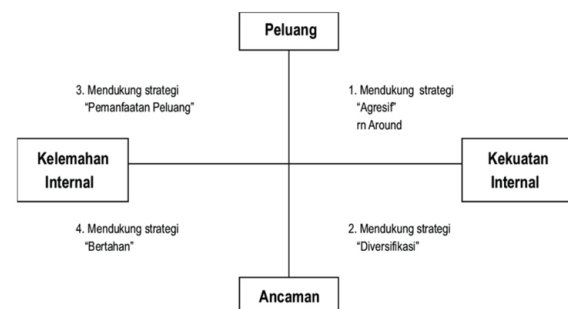 Peluang
3. Mendukung strategi
“Pemanfaatan Peluang”
1. Mendukung strategi
“Agresif”
rn Around
Kelemahan
Internal
Kekuatan
Internal
4. Mendukung strategi
“Bertahan”
2. Mendukung strategi
“Diversifikasi”
Ancaman